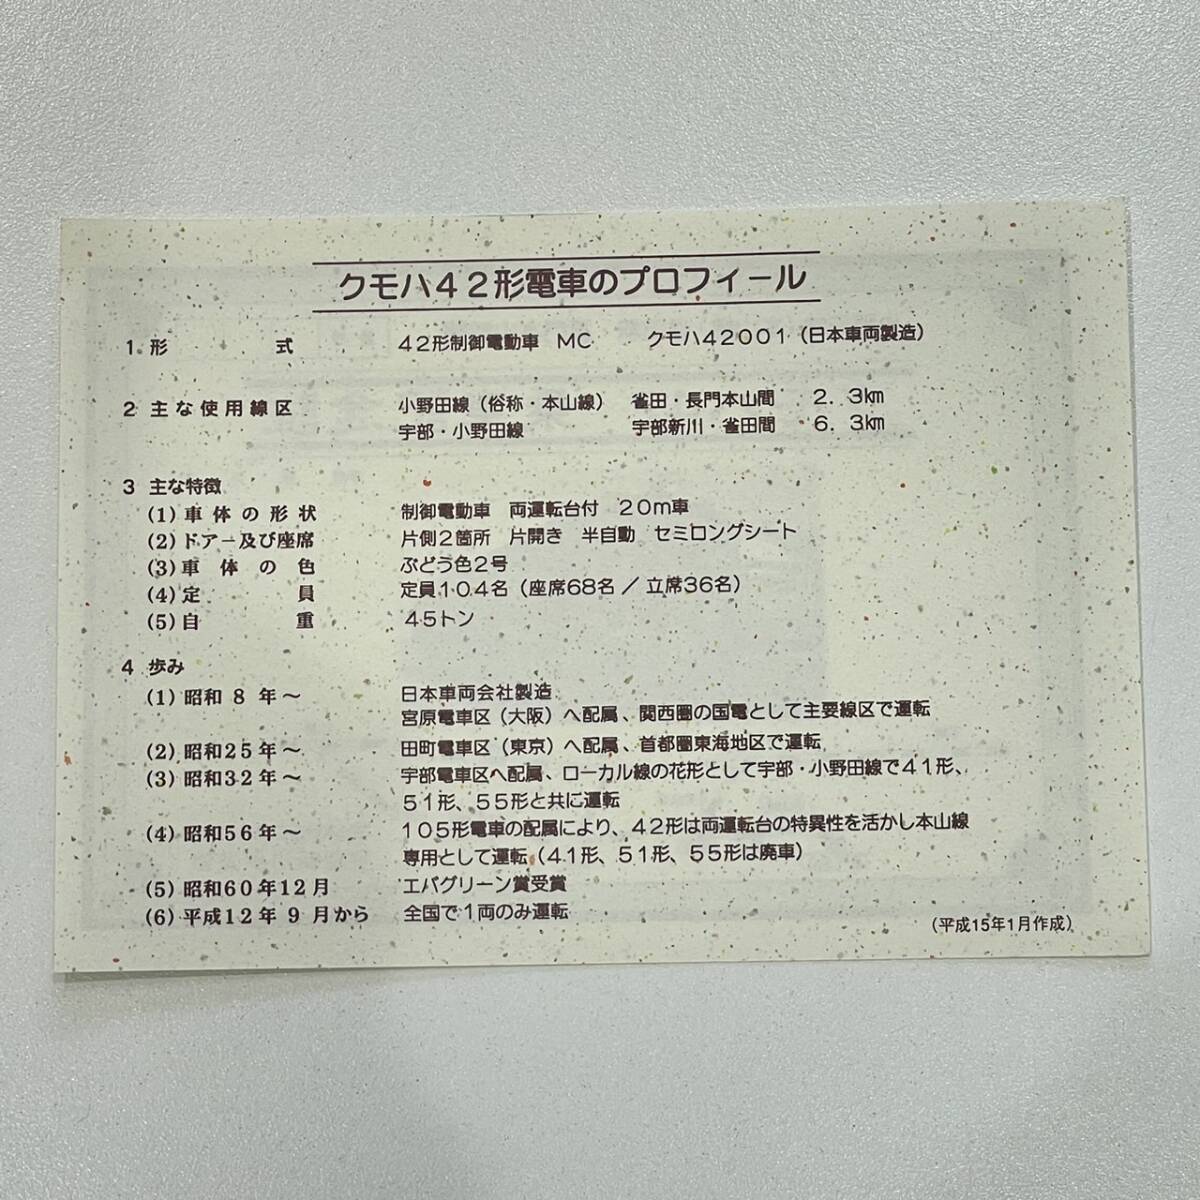 クモハ42形電車のプロフィール
1 形式 42形制御電動車 MC クモハ42001(日本車両製造)
2 主な使用線区 小野田線(俗称・本山線) 雀田・長門本山間 2.3㎞
宇部・小野田線 宇部新川・雀田間 6.3㎞
3 主な特徴
(1)車体の形状 制御電動車 両運転台付 20m車
(2)ドアー及び座席 片側2箇所 片開き 半自動 セミロングシート
(3)車体の色 ぶどう色2号
(4)定員 定員104名(座席68名/立席36名)
(5)自重 45トン
4 歩み
(1)昭和8年～ 日本車両会社製造
宮原電車区(大阪)へ配属、関西圏の国電として主要線区で運転
(2)昭和25年～ 田町電車区(東京)へ配属、首都圏東海地区で運転
(3)昭和32年～ 宇部電車区へ配属、ローカル線の花形として宇部・小野田線で41形、
51形、55形と共に運転
(4)昭和56年～ 105形電車の配属により、42形は両運転台の特異性を活かし本山線
専用として運転(41形、51形、55形は廃車)
(5)昭和60年12月 エバグリーン賞受賞
(6)平成12年9月から 全国で1両のみ運転
(平成15年1月作成)